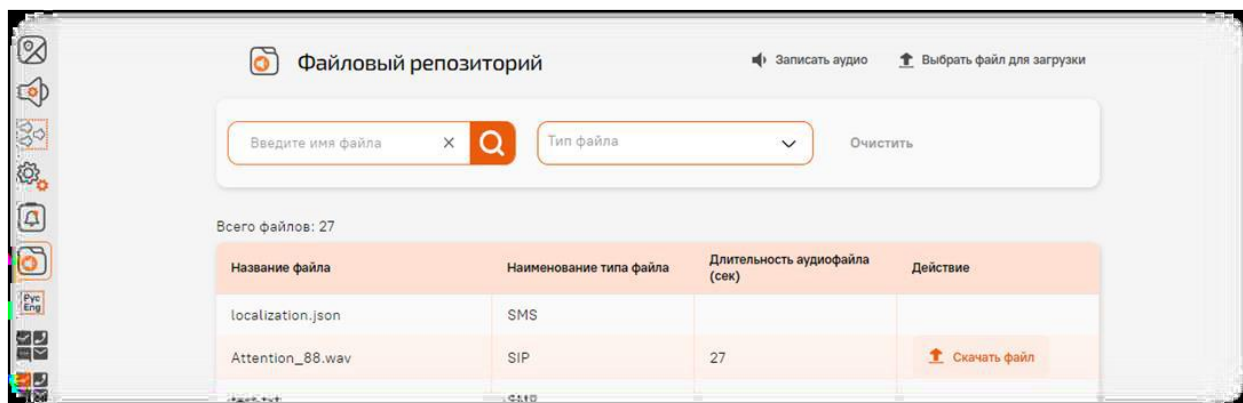 Файловый репозиторий
Записать аудио
Выбрать файл для загрузки
Введите имя файла
Тип файла
Очистить
Всего файлов: 27
Название файла
Наименование типа файла
Длительность аудиофайла
(сек)
Действие
Рус
Eng
localization.json
SMS
Attention_88.wav
SIP
27
Скачать файл